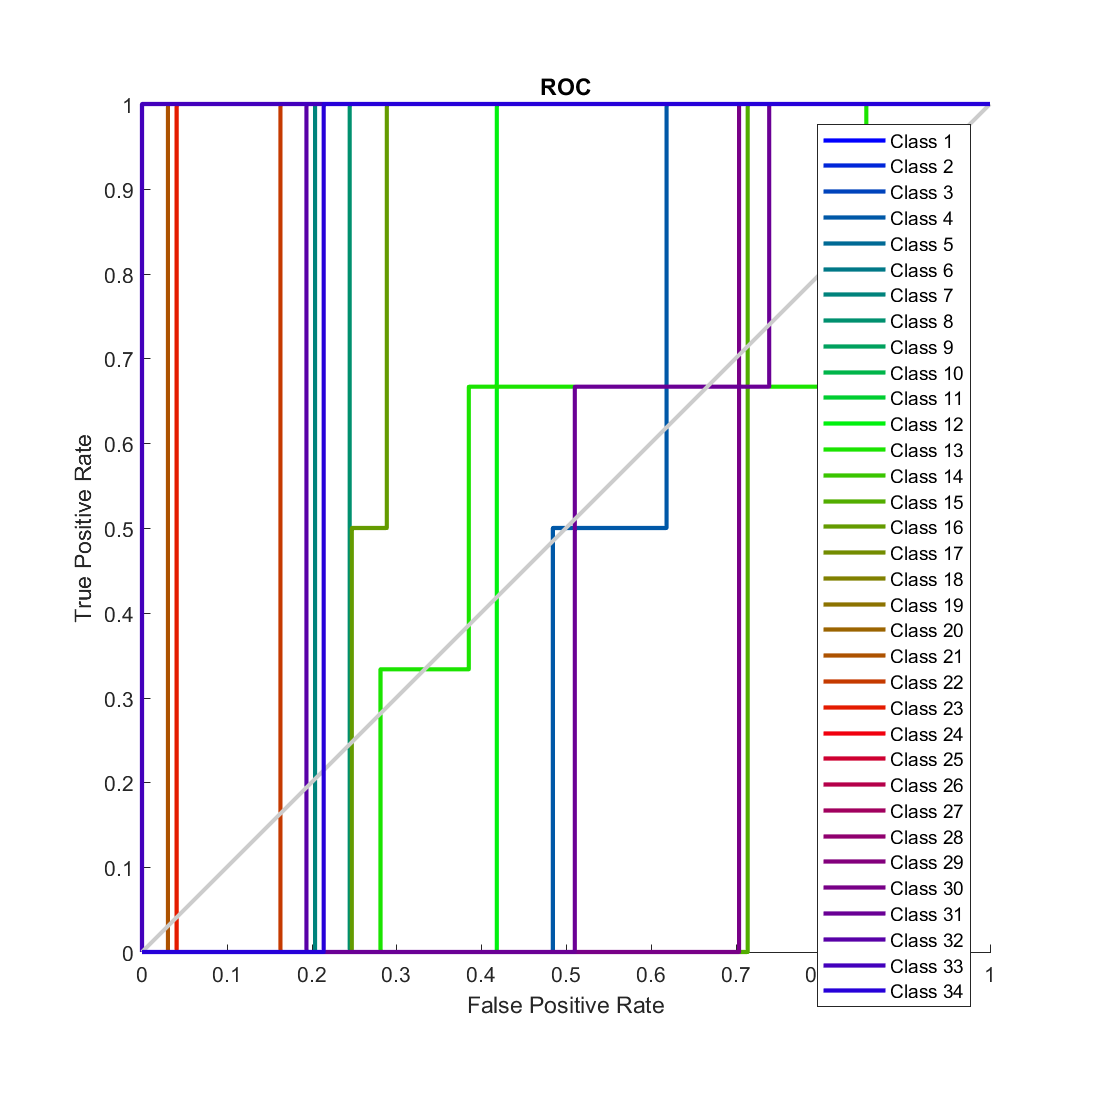 ROC
1
0.9
0.8
0.7
0.6
0.5
0.4
0.3
0.2
0.1
0
True Positive Rate
0 0.1 0.2 0.3 0.4 0.5 0.6 0.7 1
False Positive Rate
Class 1
Class 2
Class 3
Class 4
Class 5
Class 6
Class 7
Class 8
Class 9
Class 10
Class 11
Class 12
Class 13
Class 14
Class 15
Class 16
Class 17
Class 18
Class 19
Class 20
Class 21
Class 22
Class 23
Class 24
Class 25
Class 26
Class 27
Class 28
Class 29
Class 30
Class 31
Class 32
Class 33
Class 34